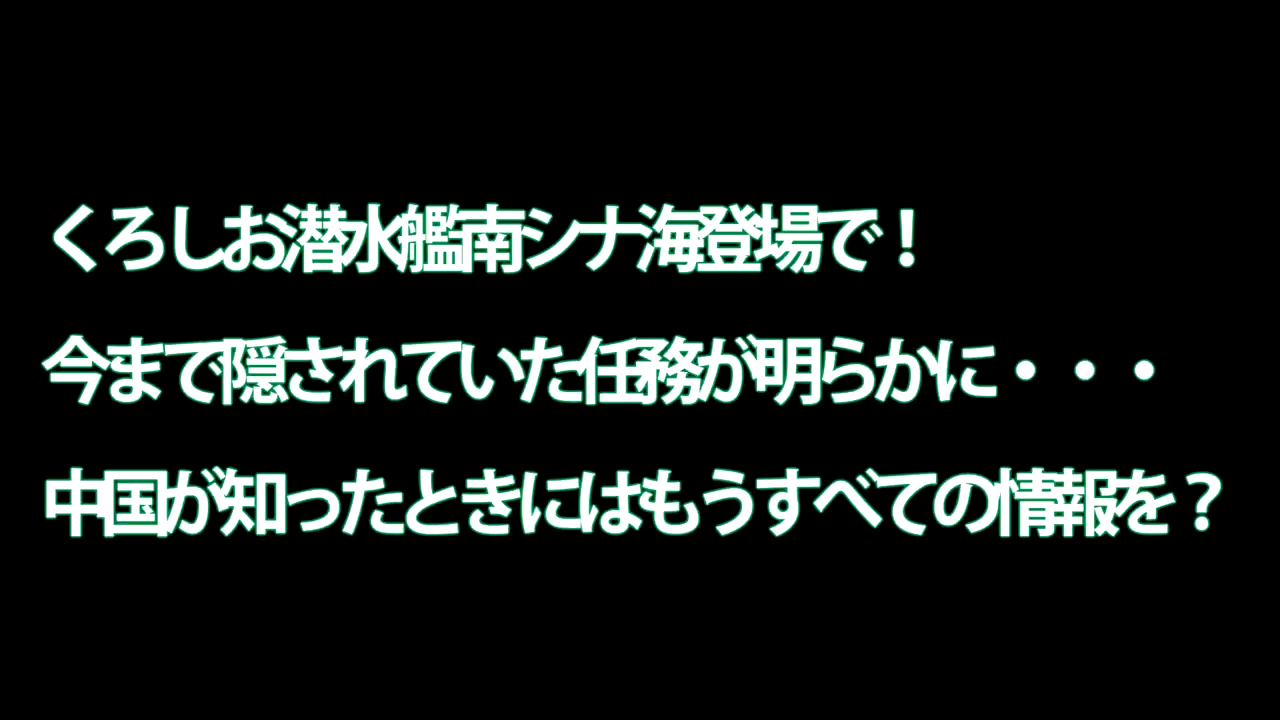 くろしお潜水艦南シナ海登場で！
今まで隠されていた任務が明らかに・・・
中国が知ったときにはもうすべての情報を？